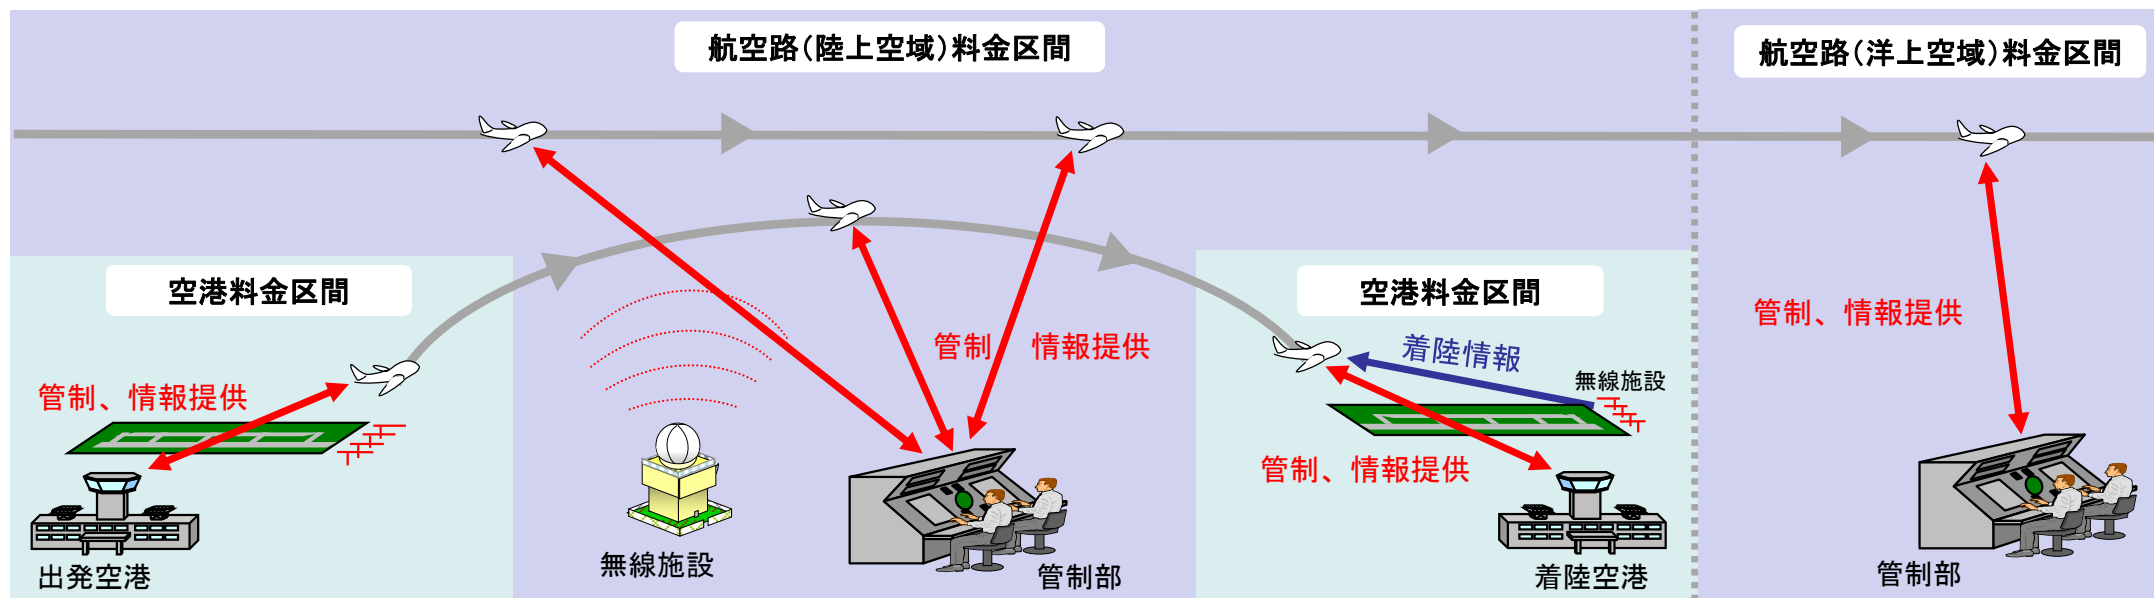 航空路(陸上空域)料金区間
航空路(洋上空域)料金区間
空港料金区間
空港料金区間
管制、情報提供
管制 情報提供
着陸情報
無線施設
管制、情報提供
管制、情報提供
出発空港
無線施設
管制部
着陸空港
管制部